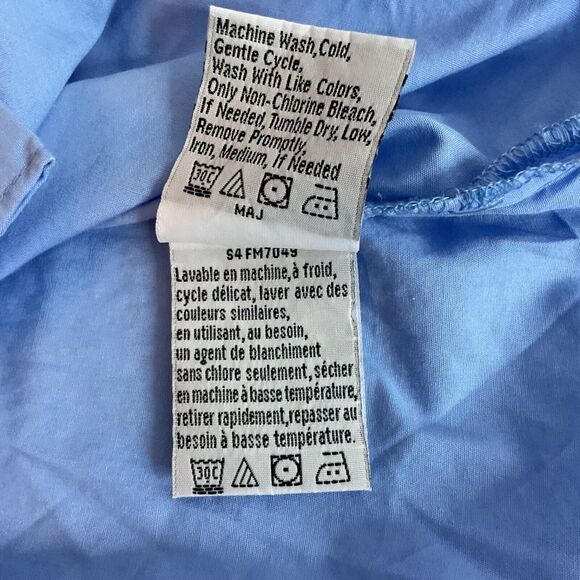 Machine Wash, Cold,
Gentle Cycle,
Wash With Like Colors,
Only Non-Chlorine Bleach,
If Needed, Tumble Dry, Low,
Remove Promptly,
Iron, Medium, If Needed
30C
MAJ
S4FM7049
Lavable en machine,à froid,
cycle délicat, laver avec des
couleurs similaires,
en utilisant, au besoin,
un agent de blanchiment
sans chlore seulement, sécher
en machine à basse température,
retirer rapidement,repasser au
besoin à basse température.
30C